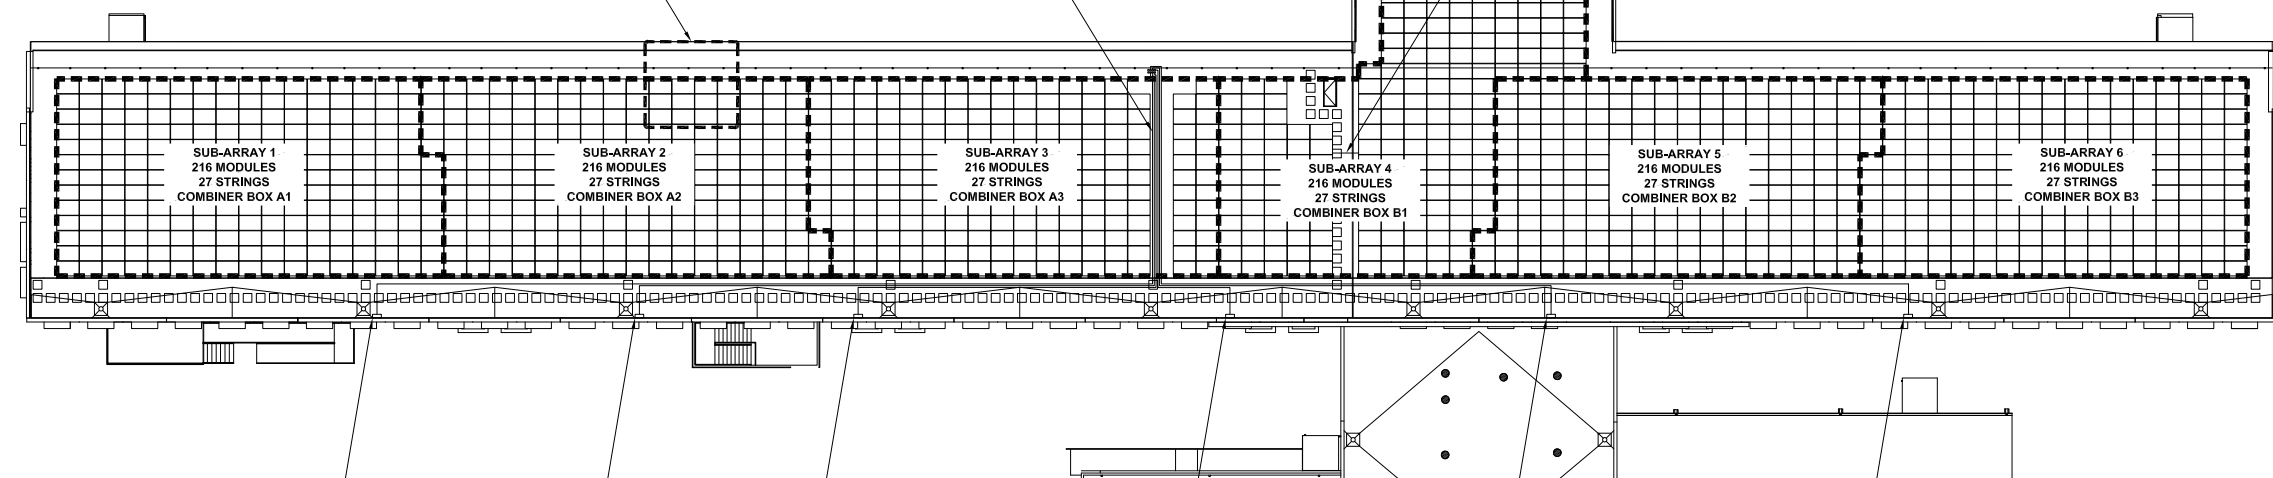 SUB-ARRAY 1
216 MODULES
27 STRINGS
COMBINER BOX A1
SUB-ARRAY 2
216 MODULES
27 STRINGS
COMBINER BOX A2
SUB-ARRAY 3
216 MODULES
27 STRINGS
COMBINER BOX A3
SUB-ARRAY 4
216 MODULES
27 STRINGS
COMBINER BOX B1
SUB-ARRAY 5
216 MODULES
27 STRINGS
COMBINER BOX B2
SUB-ARRAY 6
216 MODULES
27 STRINGS
COMBINER BOX B3